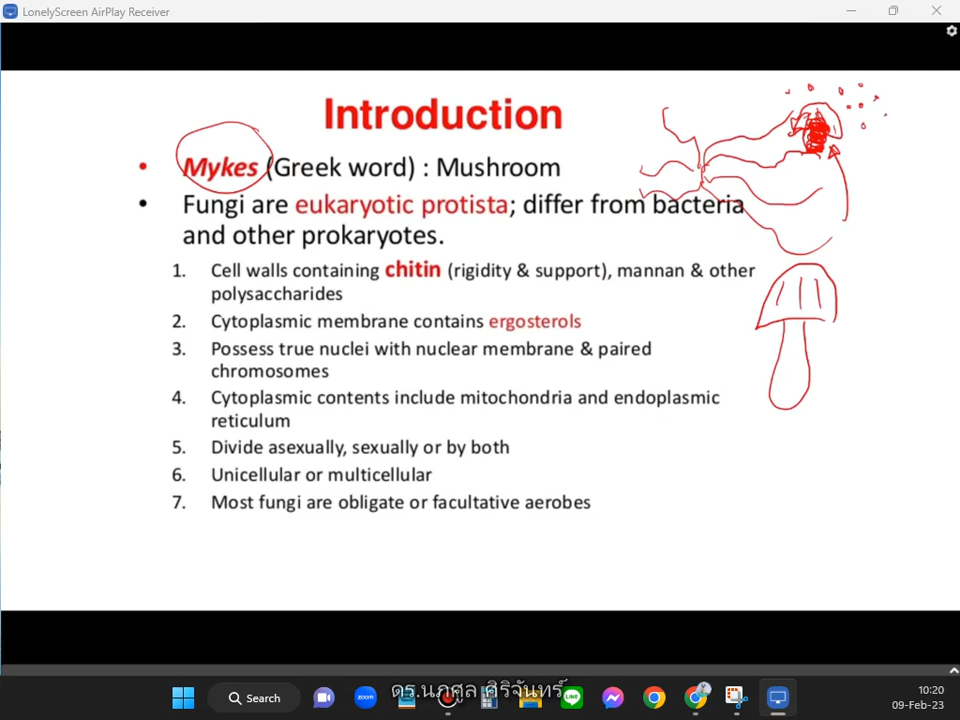 LonelyScreen AirPlay Receiver
Introduction
• Mykes (Greek word) : Mushroom
• Fungi are eukaryotic protista; differ from bacteria
and other prokaryotes.
1. Cell walls containing chitin (rigidity & support), mannan & other
polysaccharides
2. Cytoplasmic membrane contains ergosterols
3. Possess true nuclei with nuclear membrane & paired
chromosomes
4. Cytoplasmic contents include mitochondria and endoplasmic
reticulum
5. Divide asexually, sexually or by both
6. Unicellular or multicellular
7. Most fungi are obligate or facultative aerobes
Search
zoom
ดร.นภศูล ศิริจันทร์
LINE
10:20
09-Feb-23